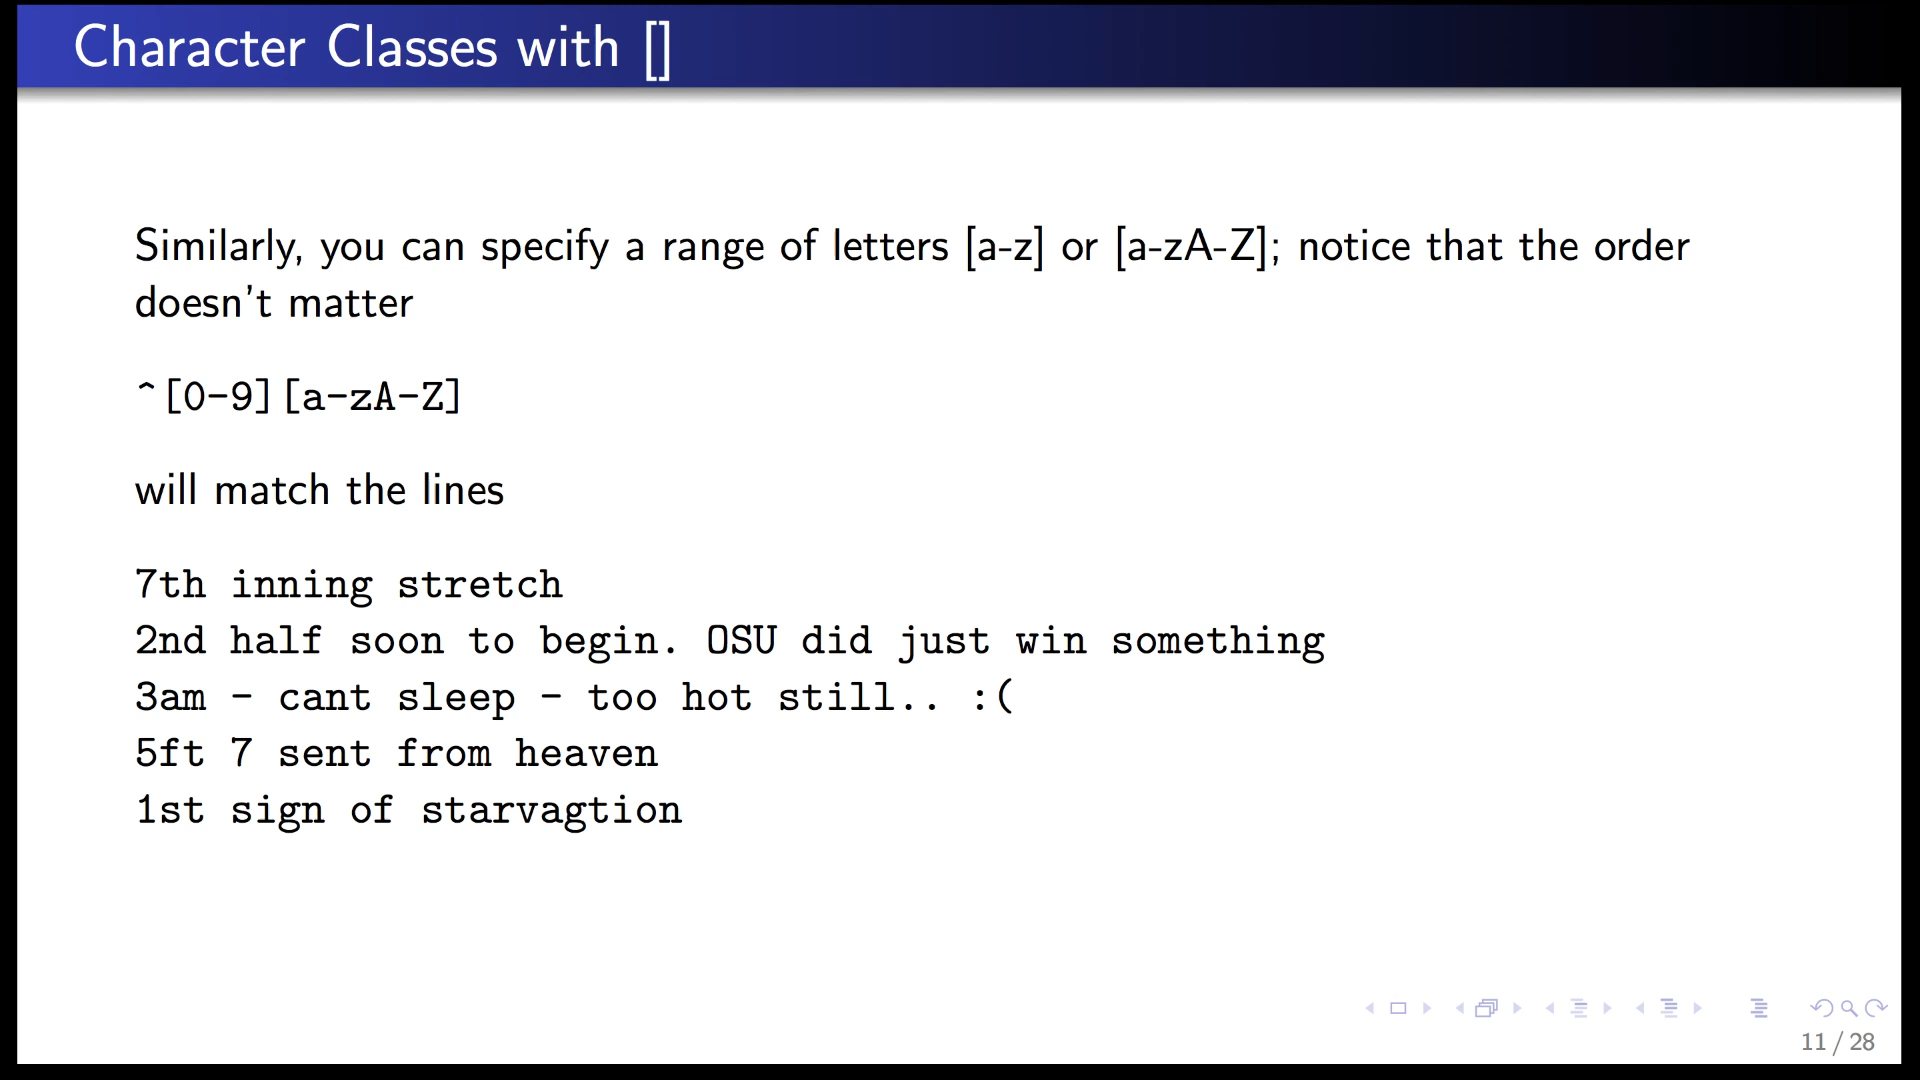 Character Classes with []
Similarly, you can specify a range of letters [a-z] or [a-zA-Z]; notice that the order
doesn't matter
^[0-9][a-zA-Z]
will match the lines
7th inning stretch
2nd half soon to begin. OSU did just win something
3am - cant sleep - too hot still.. :(
5ft 7 sent from heaven
1st sign of starvagtion
11 / 28